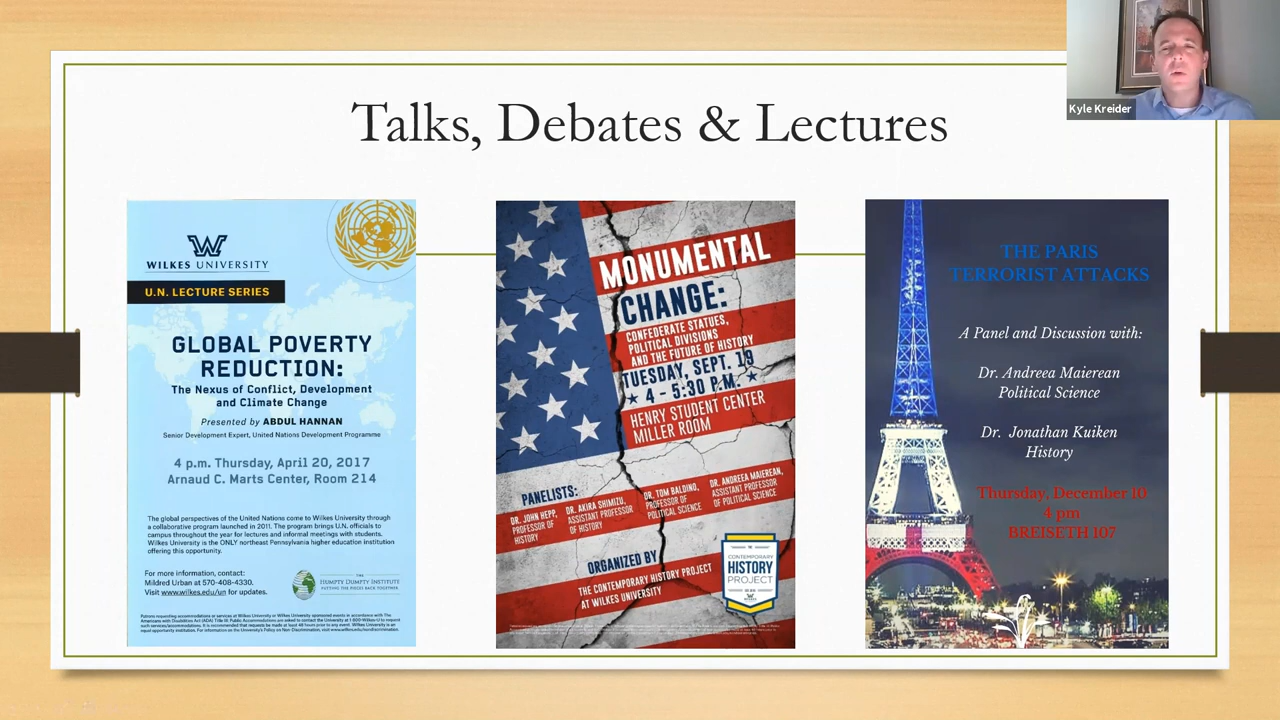 Talks, Debates & Lectures
Kyle Kreider
W
WILKES UNIVERSITY
U.N. LECTURE SERIES
GLOBAL POVERTY
REDUCTION:
The Nexus of Conflict, Development
and Climate Change
Presented by ABDUL HANNAN
Senior Development Expert, United Nations Development Programme
4 p.m. Thursday, April 20, 2017
Arnaud C. Marts Center, Room 214
The global perspectives of the United Nations come to Wilkes University through
a collaborative program launched in 2011. The program brings U.N. officials to
campus throughout the year for lectures and informal meetings with students.
Wilkes University is the ONLY northeast Pennsylvania higher education institution
offering this opportunity.
For more information, contact:
Mildred Urban at 570-408-4330.
Visit www.wilkes.edu/un for updates.
THE
HUMPTY DUMPTY INSTITUTE
PUTTING THE PIECES BACK TOGETHER
MONUMENTAL
CHANGE:
CONFEDERATE STATUES,
POLITICAL DIVISIONS
AND THE FUTURE OF HISTORY
TUESDAY, SEPT. 19
4 - 5:30 P.M.
HENRY STUDENT CENTER
MILLER ROOM
PANELISTS:
DR. JOHN HEPP,
PROFESSOR OF
HISTORY
DR. AKIRA SHIMIZU,
ASSISTANT PROFESSOR
OF HISTORY
DR. TOM BALDINO,
PROFESSOR OF
POLITICAL SCIENCE
DR. ANDREEA MAIEREAN,
ASSISTANT PROFESSOR
OF POLITICAL SCIENCE
ORGANIZED BY
THE CONTEMPORARY HISTORY PROJECT
AT WILKES UNIVERSITY
CONTEMPORARY
HISTORY
PROJECT
THE PARIS
TERRORIST ATTACKS
A Panel and Discussion with:
Dr. Andreea Maierean
Political Science
Dr. Jonathan Kuiken
History
Thursday, December 10
4 pm
BREISETH 107